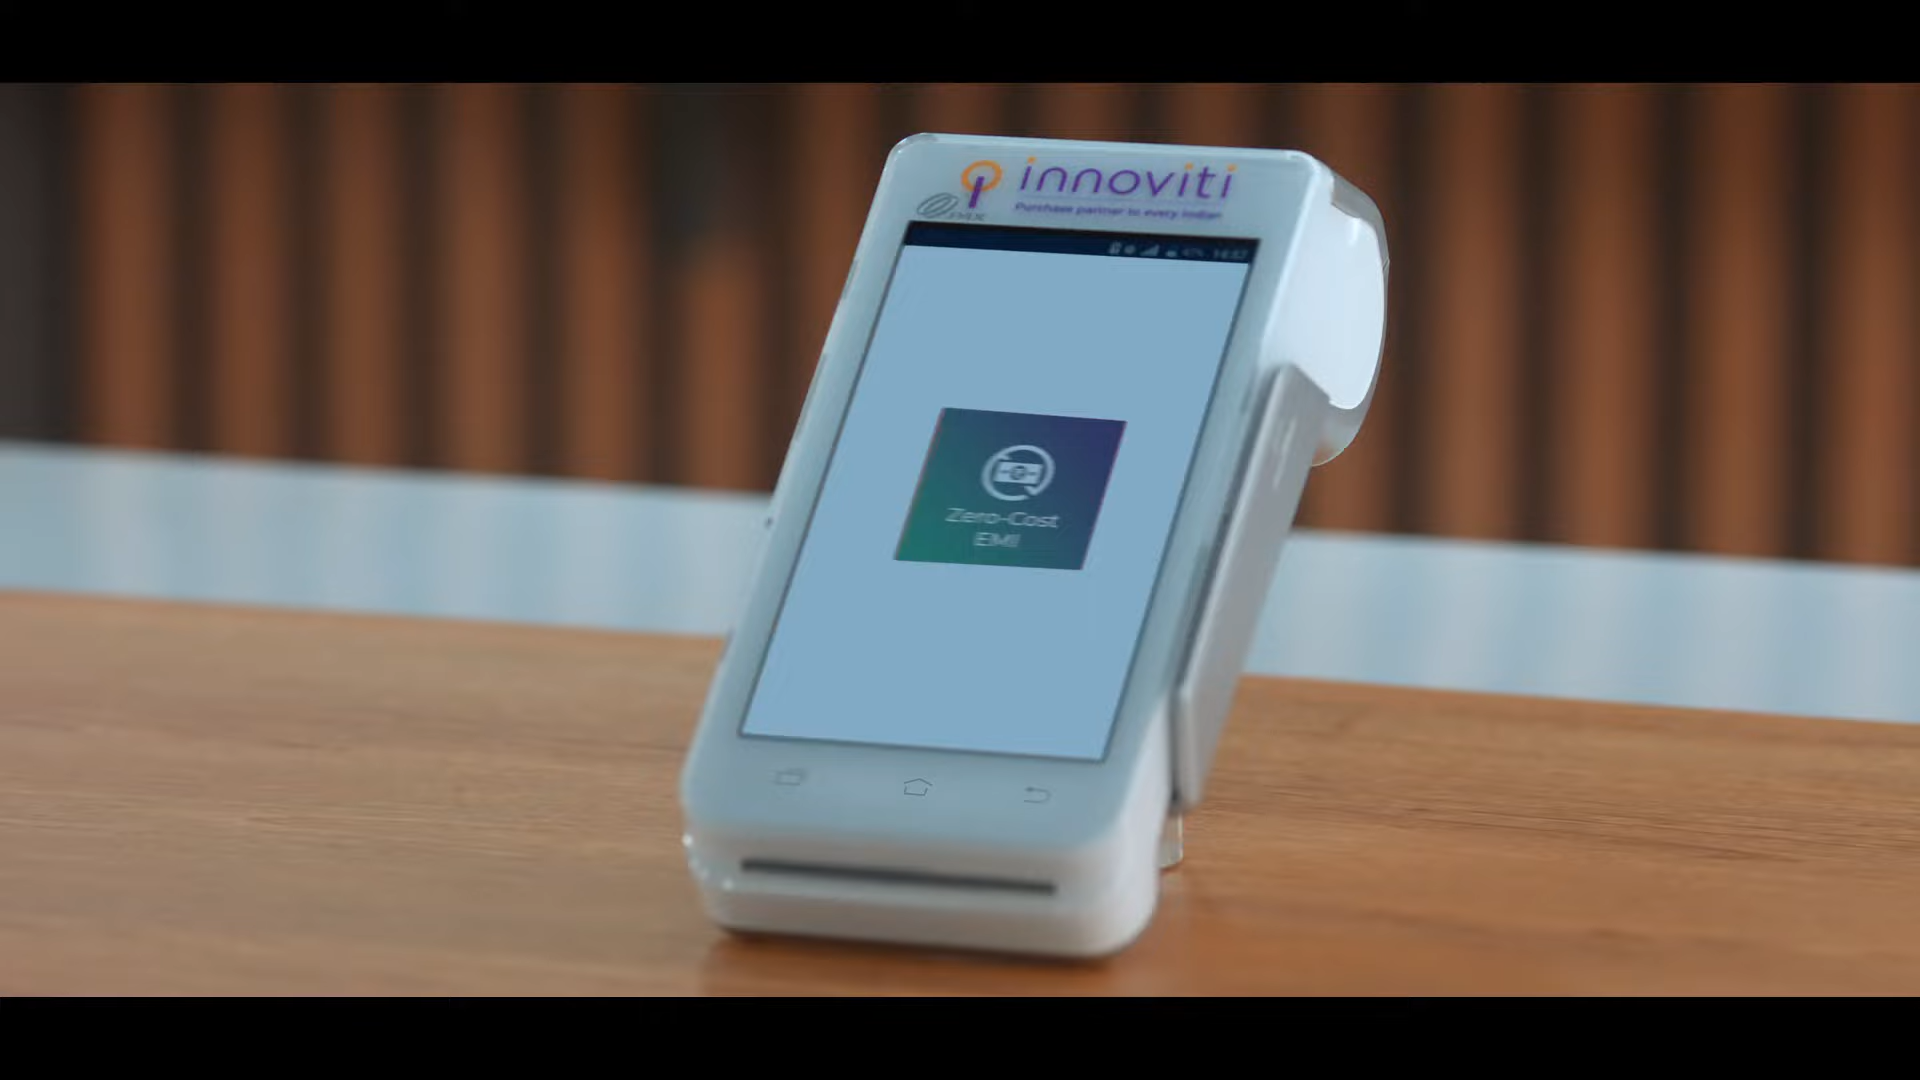 innoviti
Purchase partner to every Indian
Zero-Cost
EMI